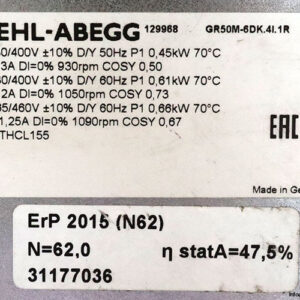 EHL-ABEGG 129968 GR50M-6DK.4I.1R
0/400V ±10% D/Y 50Hz P1 0,45kW 70°C
3A DI=0% 930rpm COSY 0,50
0/400V ±10% D/Y 60Hz P1 0,61kW 70°C
2A DI=0% 1050rpm COSY 0,73
5/460V ±10% D/Y 60Hz P1 0,66kW 70°C
1,25A DI=0% 1090rpm COSY 0,67
THCL155
EAC
Made in Ge
ErP 2015 (N62)
N=62,0 η statA=47,5%
31177036